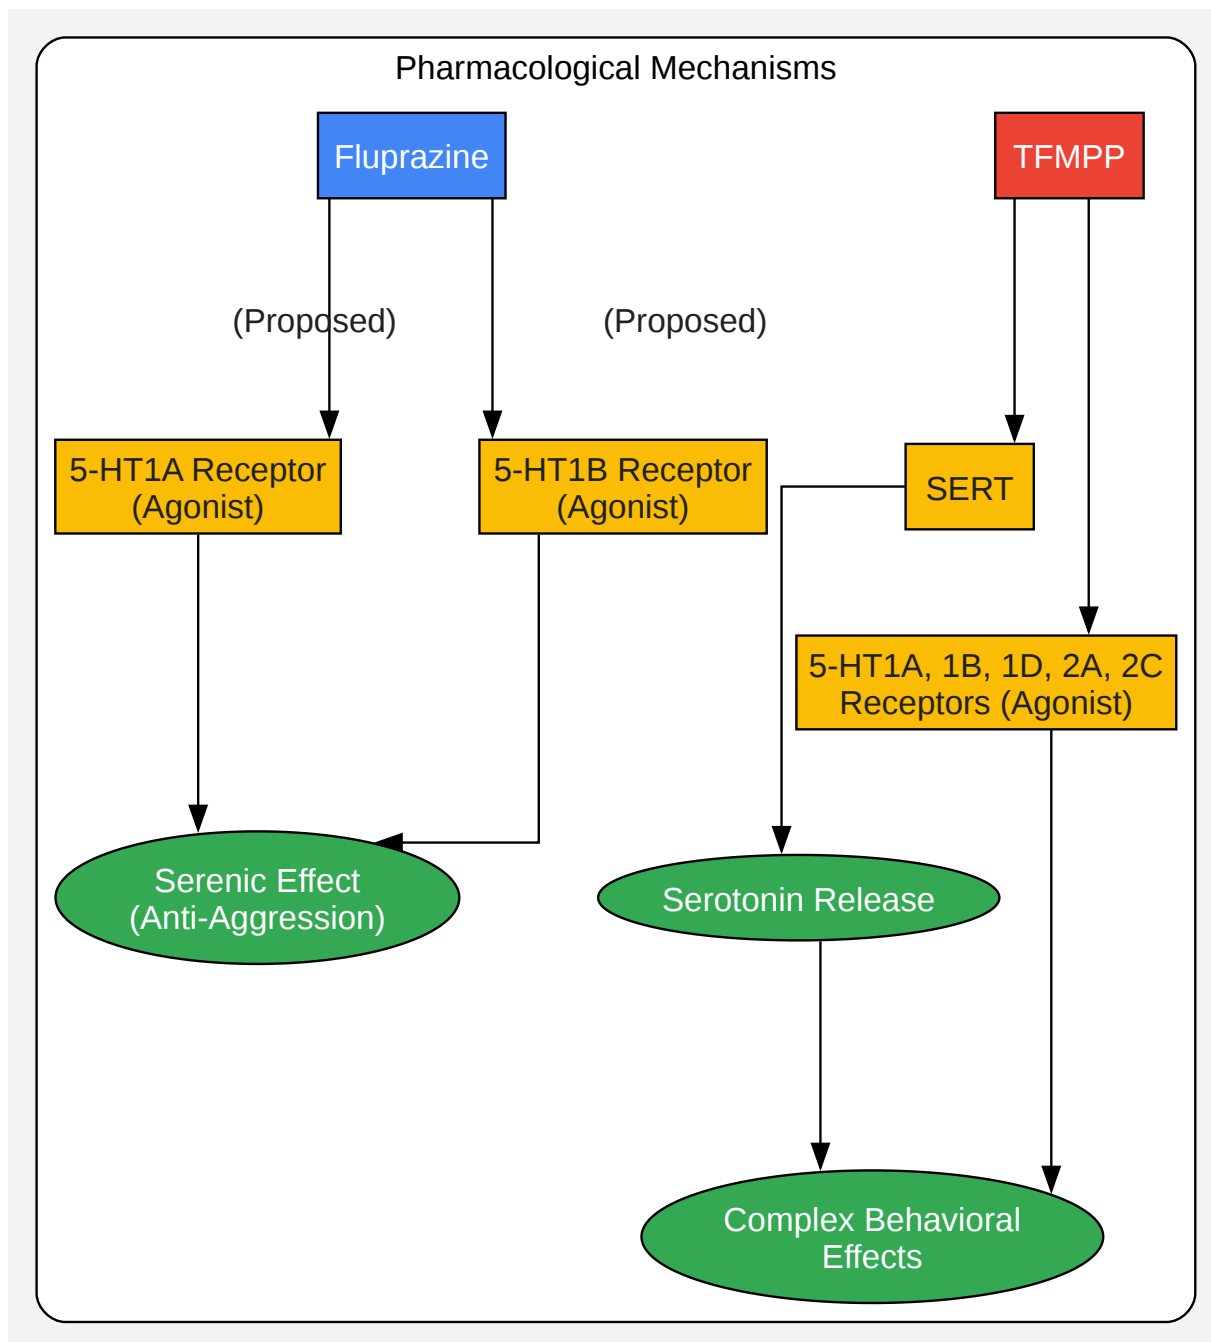 Pharmacological Mechanisms
Fluprazine
TFMPP
(Proposed)
(Proposed)
5-HT1A Receptor
(Agonist)
5-HT1B Receptor
(Agonist)
SERT
5-HT1A, 1B, 1D, 2A, 2C
Receptors (Agonist)
Serenic Effect
(Anti-Aggression)
Serotonin Release
Complex Behavioral
Effects